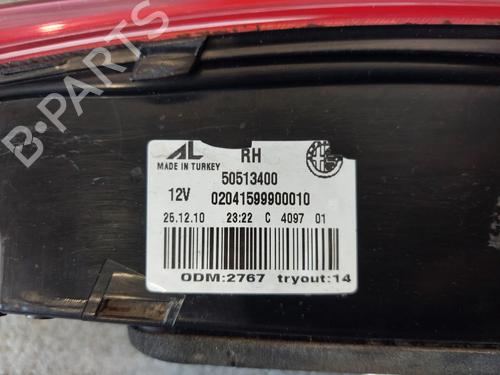 B-PARTS
AL RH
MADE IN TURKEY
50513400
12V 02041599900010
25.12.10 23:22 C 4097 01
ODM:2767 tryout:14